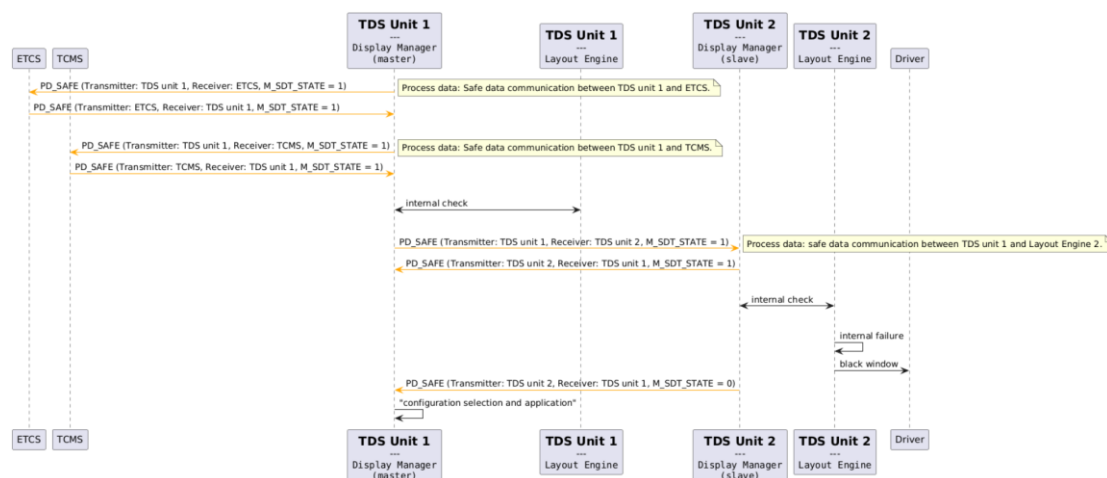 TDS Unit 1
---
Display Manager
(master)
TDS Unit 1
---
Layout Engine
TDS Unit 2
---
Display Manager
(slave)
TDS Unit 2
---
Layout Engine
ETCS
TCMS
Driver
PD_SAFE (Transmitter: TDS unit 1, Receiver: ETCS, M_SDT_STATE = 1)
Process data: Safe data communication between TDS unit 1 and ETCS.
PD_SAFE (Transmitter: ETCS, Receiver: TDS unit 1, M_SDT_STATE = 1)
PD_SAFE (Transmitter: TDS unit 1, Receiver: TCMS, M_SDT_STATE = 1)
Process data: Safe data communication between TDS unit 1 and TCMS.
PD_SAFE (Transmitter: TCMS, Receiver: TDS unit 1, M_SDT_STATE = 1)
internal check
PD_SAFE (Transmitter: TDS unit 1, Receiver: TDS unit 2, M_SDT_STATE = 1)
Process data: safe data communication between TDS unit 1 and Layout Engine 2.
PD_SAFE (Transmitter: TDS unit 2, Receiver: TDS unit 1, M_SDT_STATE = 1)
internal check
internal failure
black window
PD_SAFE (Transmitter: TDS unit 2, Receiver: TDS unit 1, M_SDT_STATE = 0)
"configuration selection and application"
ETCS
TCMS
TDS Unit 1
---
Display Manager
(master)
TDS Unit 1
---
Layout Engine
TDS Unit 2
---
Display Manager
(slave)
TDS Unit 2
---
Layout Engine
Driver